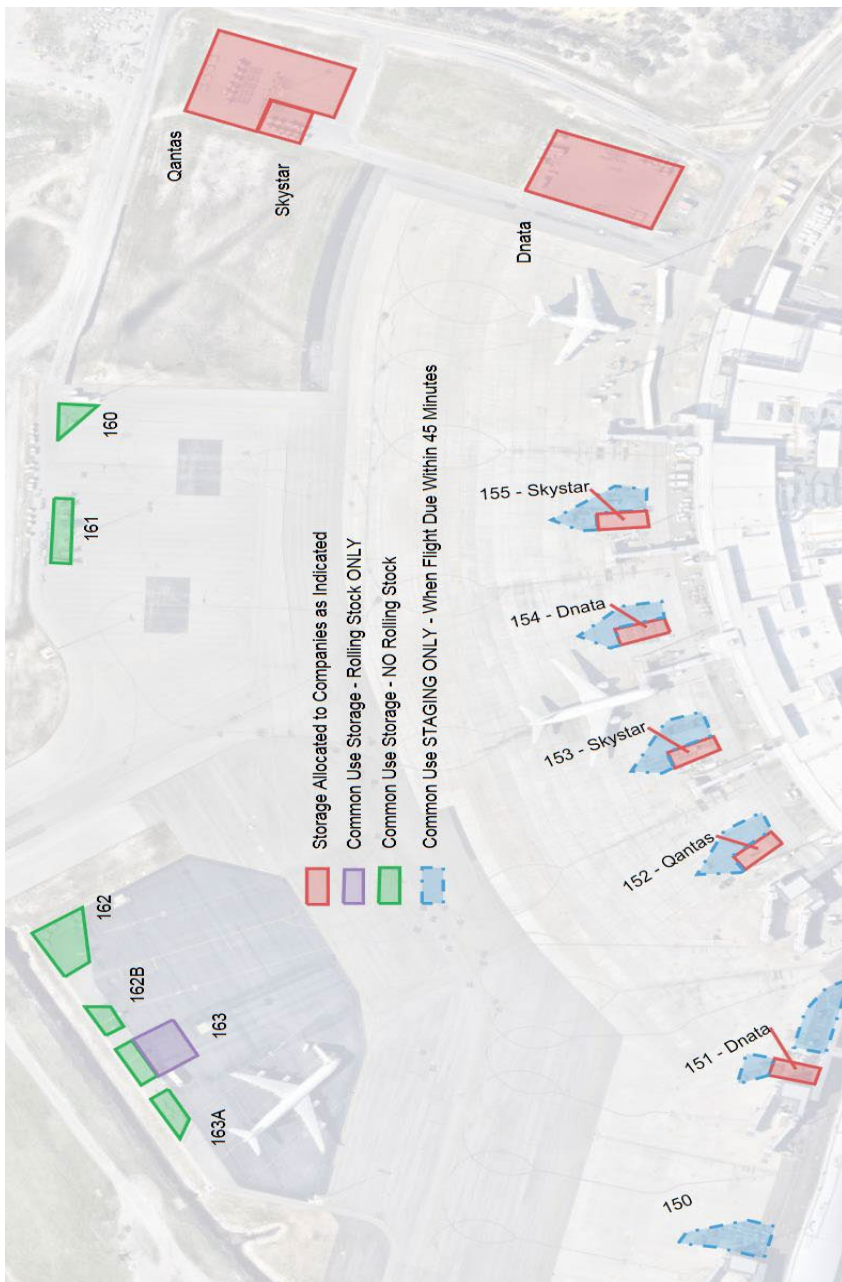 Qantas
Skystar
Dnata
160
161
155 - Skystar
154 - Dnata
153 - Skystar
152 - Qantas
151 - Dnata
150
Storage Allocated to Companies as Indicated
Common Use Storage - Rolling Stock ONLY
Common Use Storage - NO Rolling Stock
Common Use STAGING ONLY - When Flight Due Within 45 Minutes
162
162B
163
163A